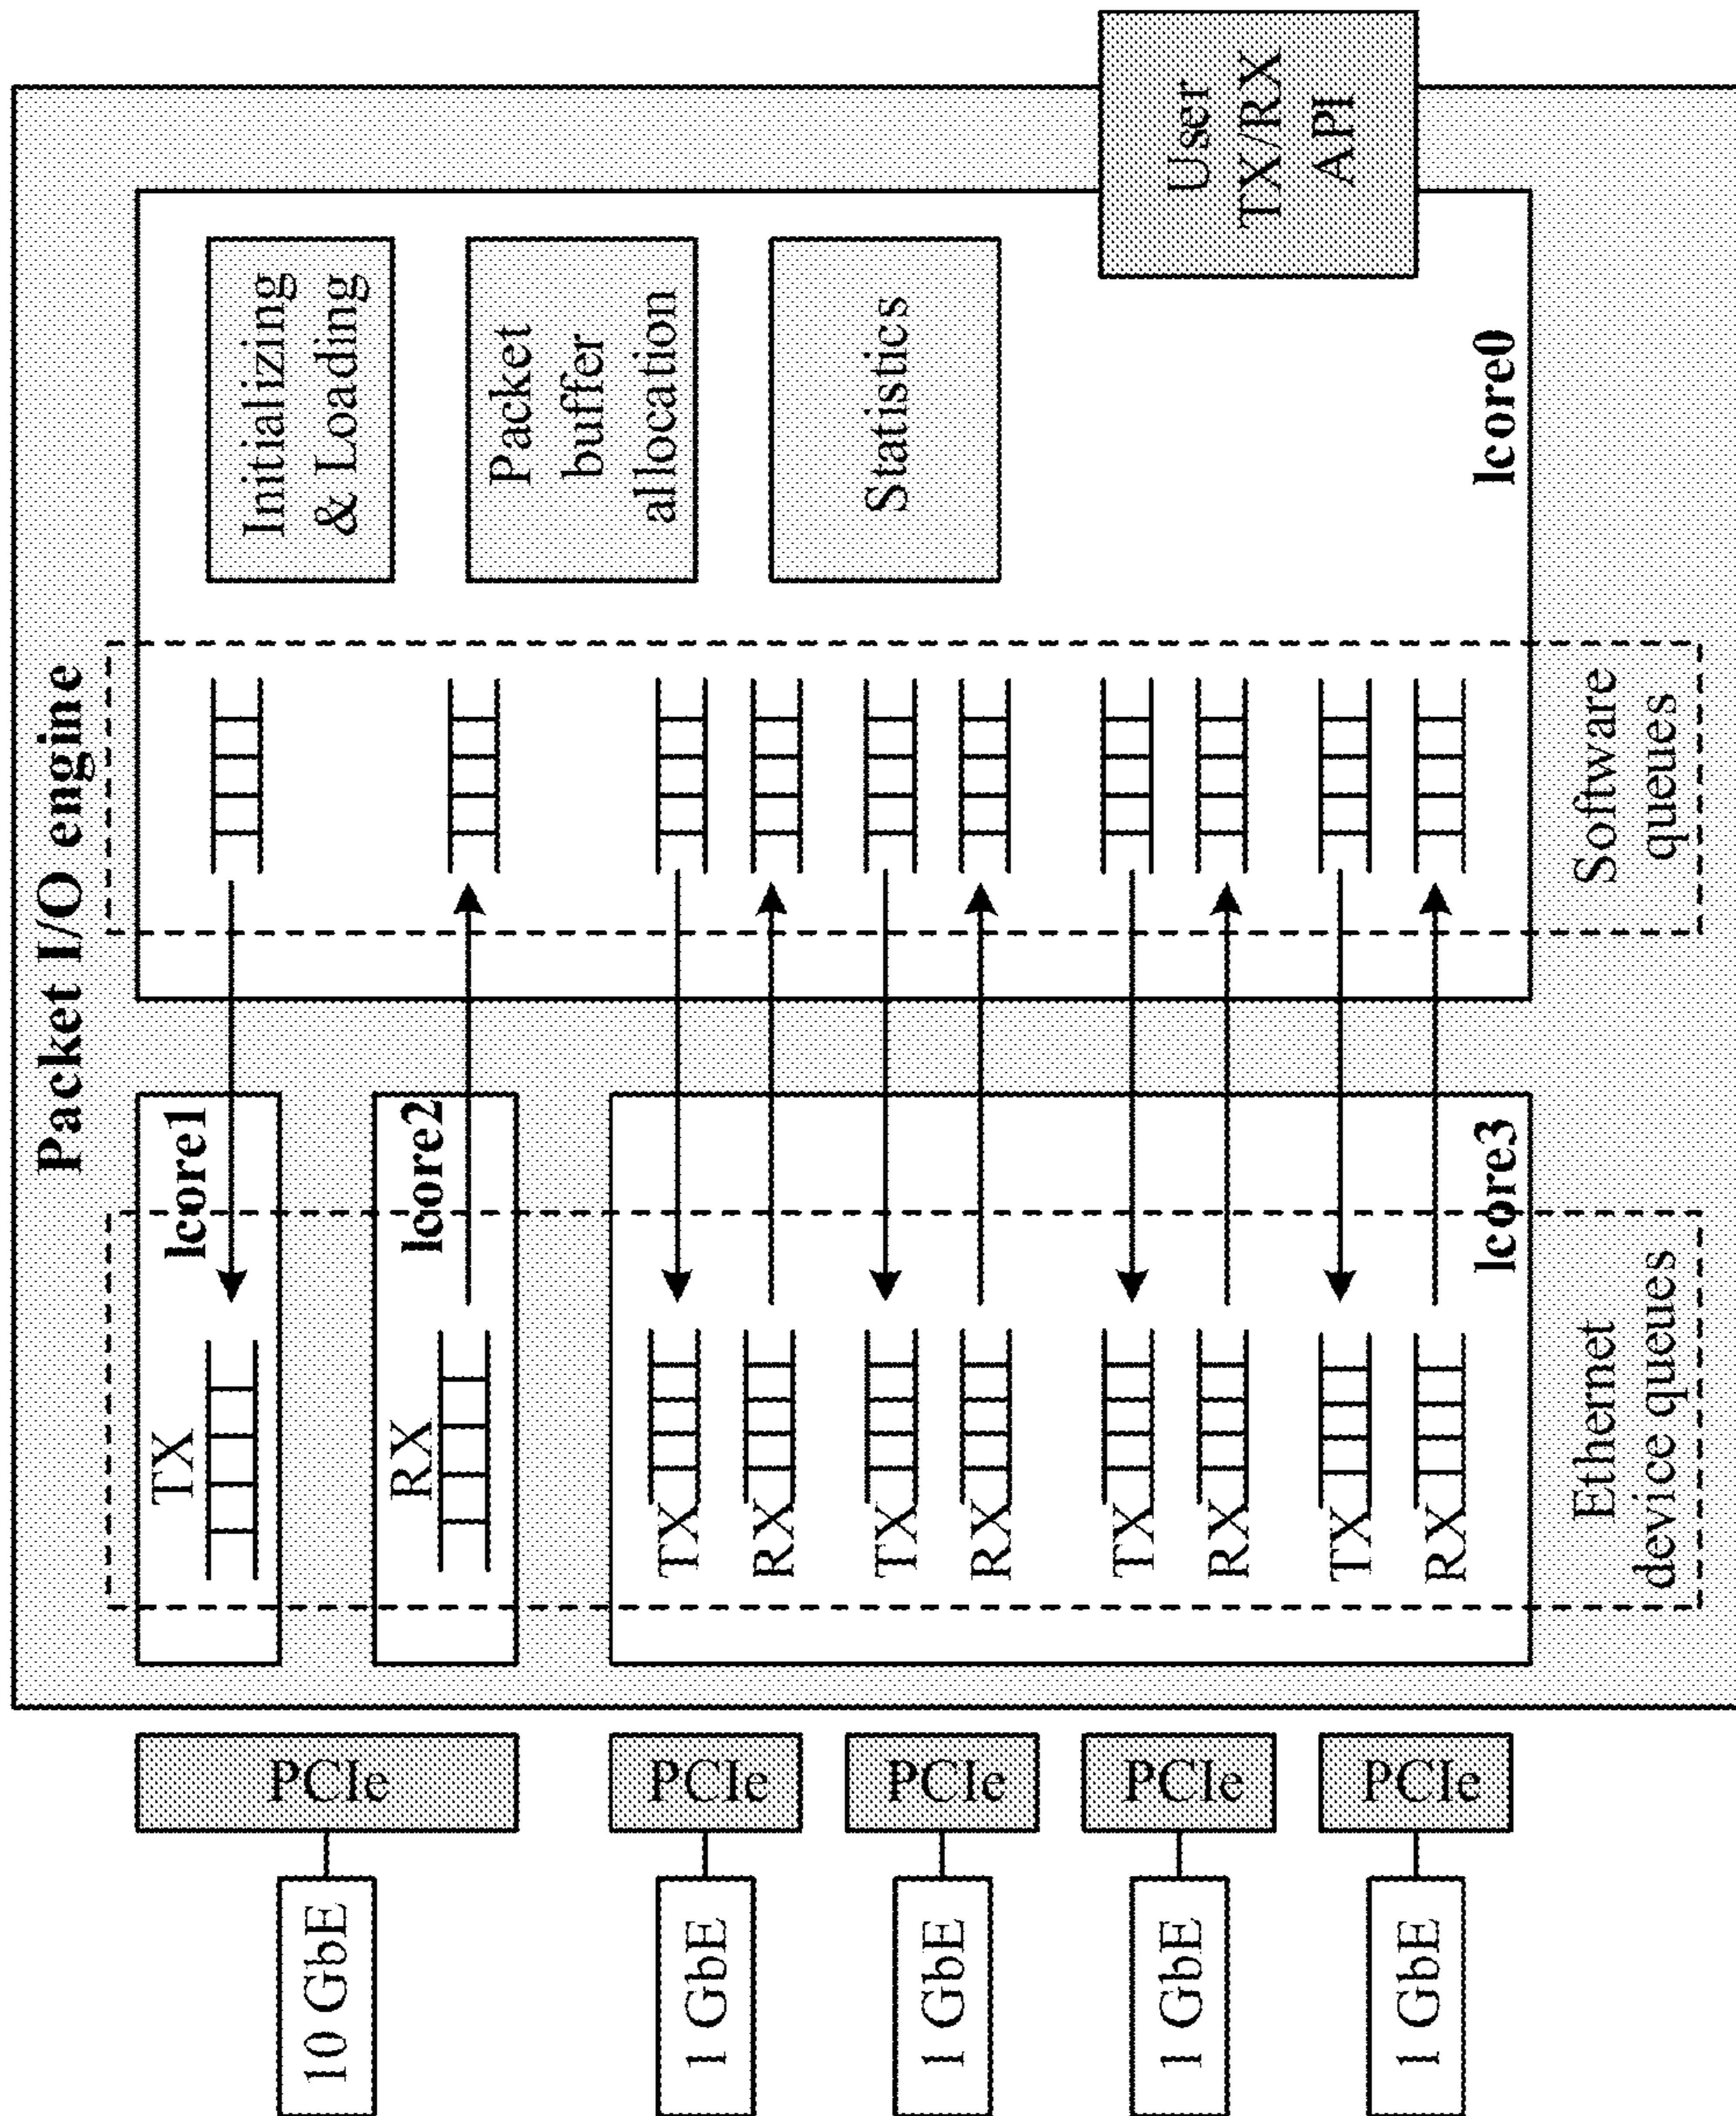 Packet I/O engine
10 GbE
PCIe
TX
lcore1
RX
lcore2
1 GbE
PCIe
TX
RX
1 GbE
PCIe
TX
RX
1 GbE
PCIe
TX
RX
1 GbE
PCIe
TX
RX
lcore3
Ethernet
device queues
Software
queues
Initializing
& Loading
Packet
buffer
allocation
Statistics
lcore0
User
TX/RX
API